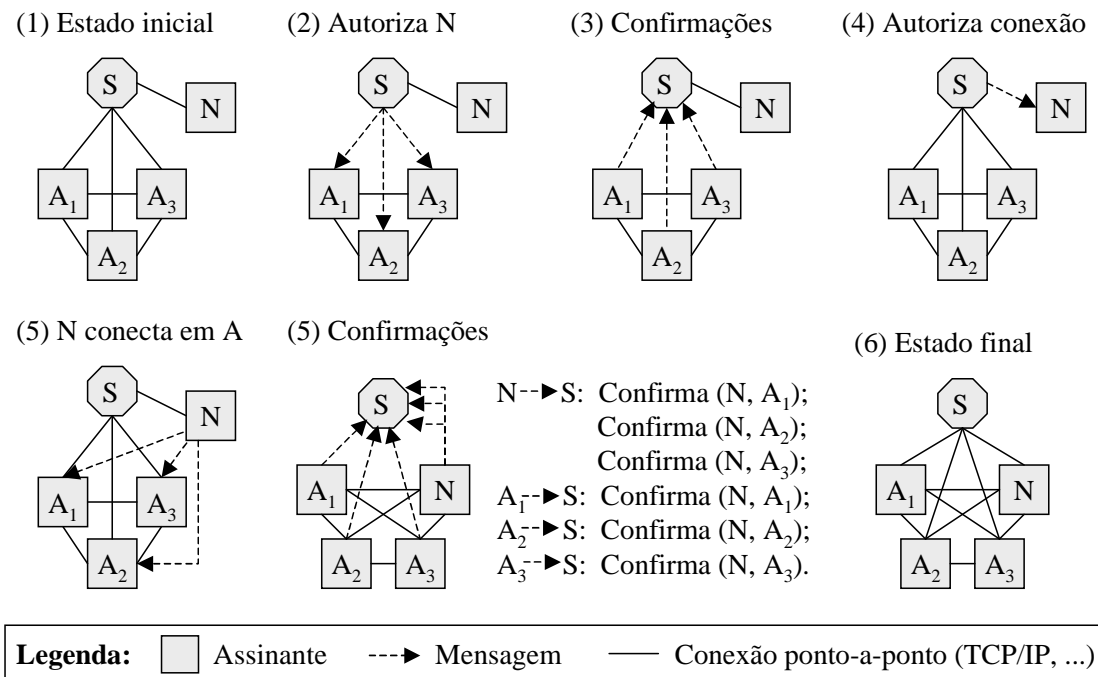 (1) Estado inicial
S
N
A1
A3
A2
(2) Autoriza N
S
N
A1
A3
A2
(3) Confirmações
S
N
A1
A3
A2
(4) Autoriza conexão
S
N
A1
A3
A2
(5) N conecta em A
S
N
A1
A3
A2
(5) Confirmações
S
A1
N
A2
A3
N S: Confirma (N, A1);
Confirma (N, A2);
Confirma (N, A3);
A1 S: Confirma (N, A1);
A2 S: Confirma (N, A2);
A3 S: Confirma (N, A3).
(6) Estado final
S
A1
N
A2
A3
Legenda: Assinante Mensagem Conexão ponto-a-ponto (TCP/IP, ...)